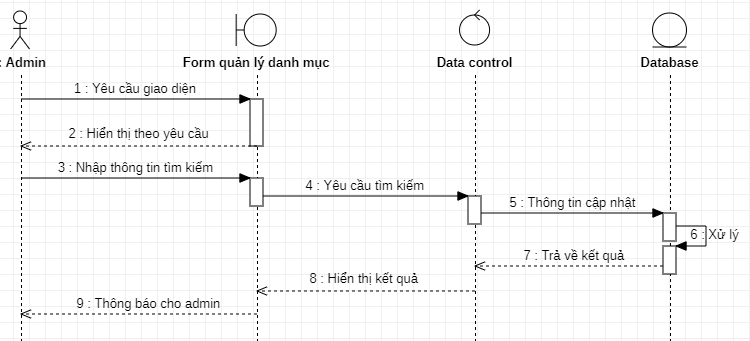 : Admin
Form quản lý danh mục
Data control
Database
1 : Yêu cầu giao diện
2 : Hiển thị theo yêu cầu
3 : Nhập thông tin tìm kiếm
4 : Yêu cầu tìm kiếm
5 : Thông tin cập nhật
6 : Xử lý
7 : Trả về kết quả
8 : Hiển thị kết quả
9 : Thông báo cho admin